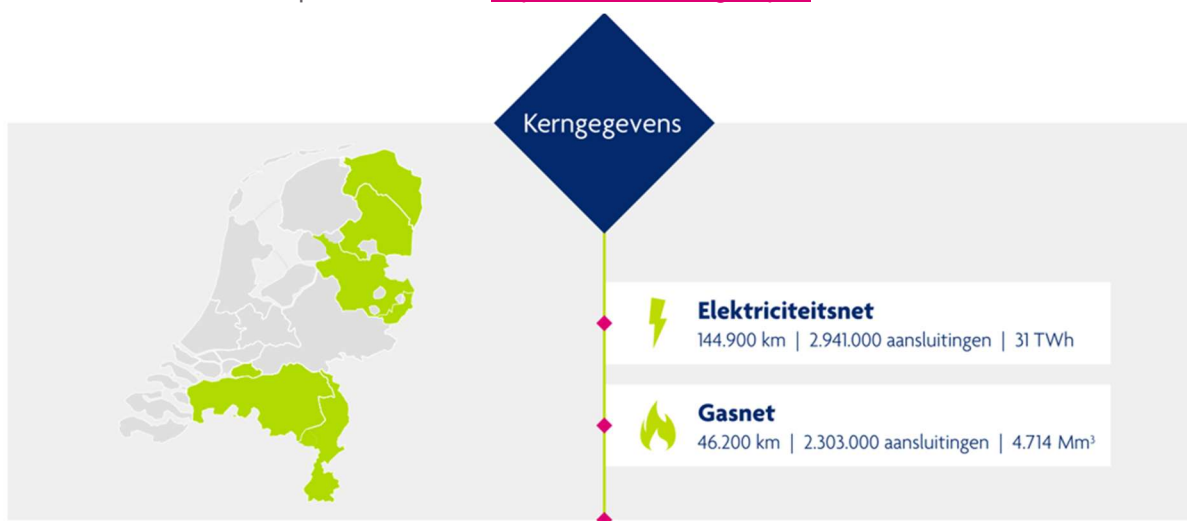 Kerngegevens
Elektriciteitsnet
144.900 km | 2.941.000 aansluitingen | 31 TWh
Gasnet
46.200 km | 2.303.000 aansluitingen | 4.714 Mm³